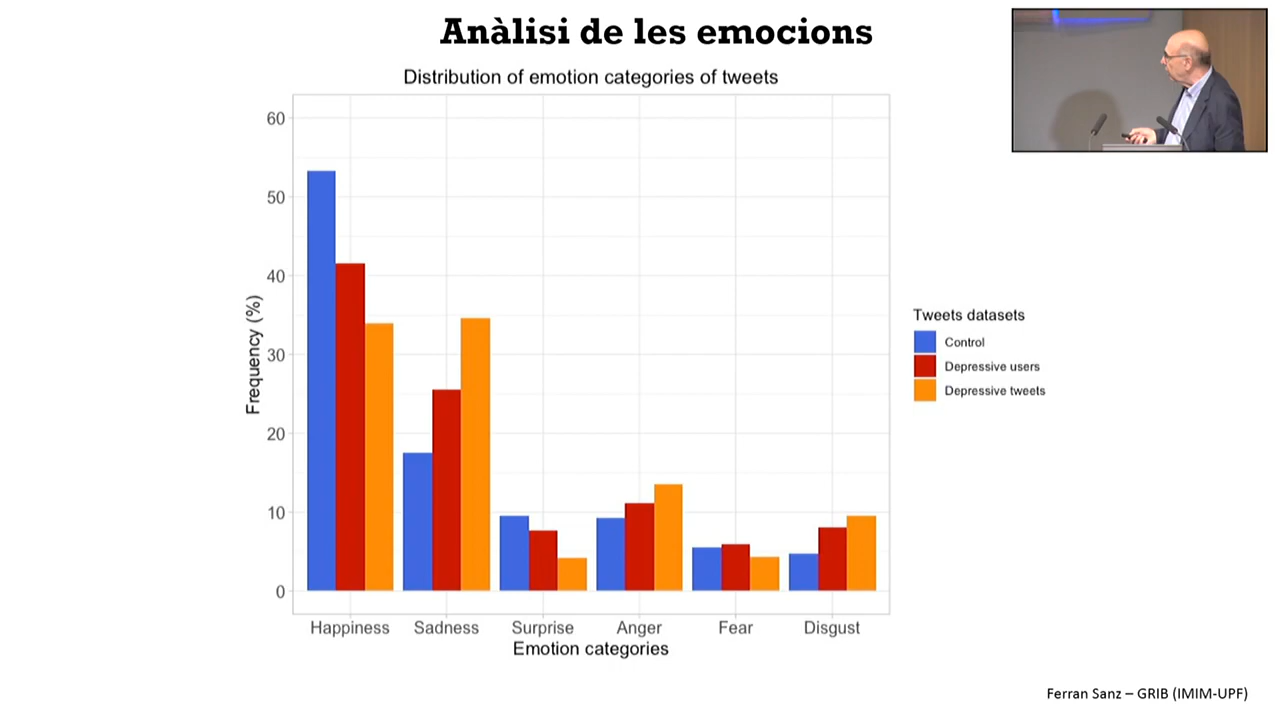 Anàlisi de les emocions
Distribution of emotion categories of tweets
60
50
40
30
20
10
0
Frequency (%)
Happiness Sadness Surprise Anger Fear Disgust
Emotion categories
Tweets datasets
Control
Depressive users
Depressive tweets
Ferran Sanz – GRIB (IMIM-UPF)